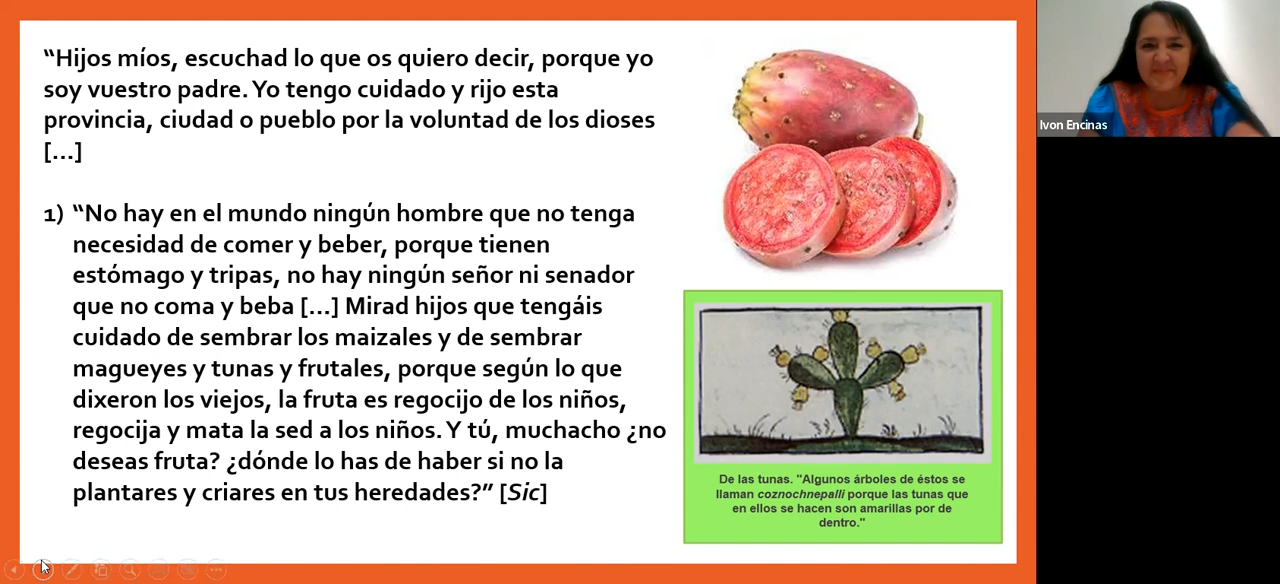 “Hijos míos, escuchad lo que os quiero decir, porque yo
soy vuestro padre. Yo tengo cuidado y rijo esta
provincia, ciudad o pueblo por la voluntad de los dioses
[...]
1) “No hay en el mundo ningún hombre que no tenga
necesidad de comer y beber, porque tienen
estómago y tripas, no hay ningún señor ni senador
que no coma y beba [...] Mirad hijos que tengáis
cuidado de sembrar los maizales y de sembrar
magueyes y tunas y frutales, porque según lo que
dixeron los viejos, la fruta es regocijo de los niños,
regocija y mata la sed a los niños. Y tú, muchacho ¿no
deseas fruta? ¿dónde lo has de haber si no la
plantares y criares en tus heredades?” [Sic]
De las tunas. "Algunos árboles de éstos se
llaman coznochnepalli porque las tunas que
en ellos se hacen son amarillas por de
dentro."
Ivon Encinas